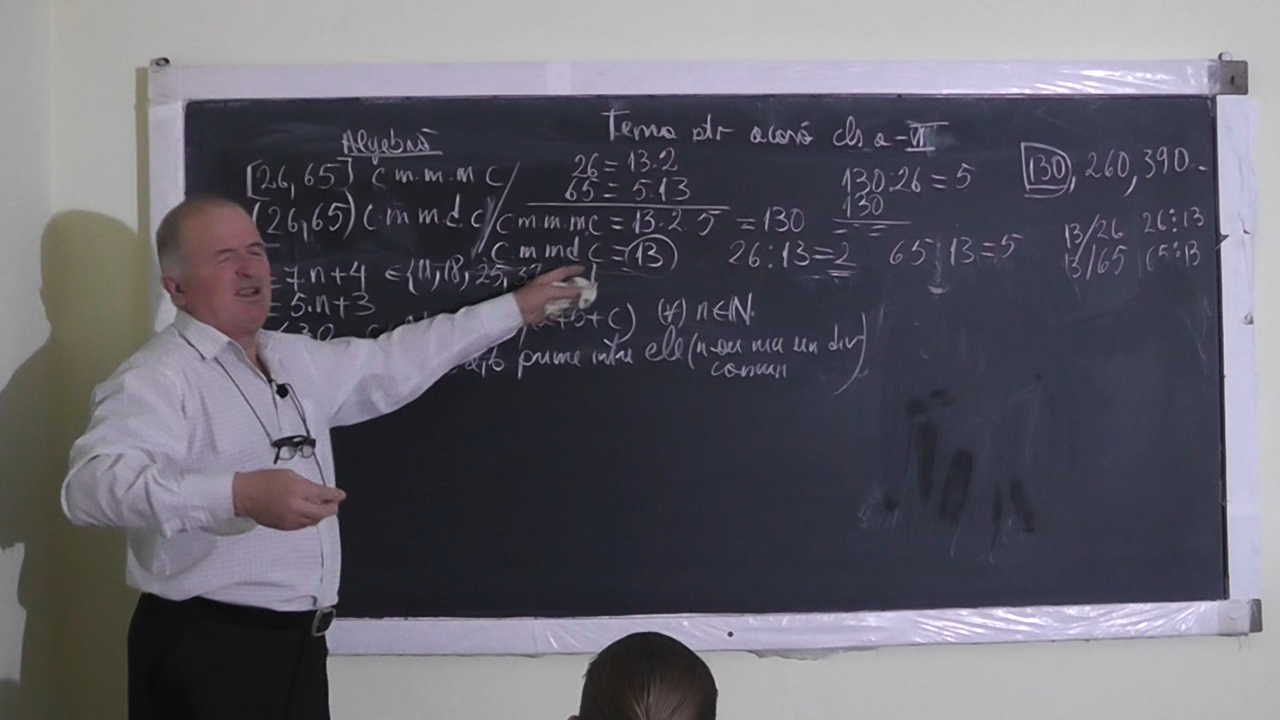 Algebră
Tema ptr acasă cls a-VI
[26,65] c m.m.m c
26 = 13.2
65 = 5.13
130:26 = 5
130
130, 260, 390.
(26,65) c m m d.c
c m.m.mc = 13.2.5 = 130
c.m md c = 13
26:13=2
65:13=5
13/26 26:13
13/65 65:13
= 7.n+4 ∈{11,18,25,32
= 5.n+3
+c) (∀) n∈N.
a,b prime intre ele (n-au nici un div
comun)